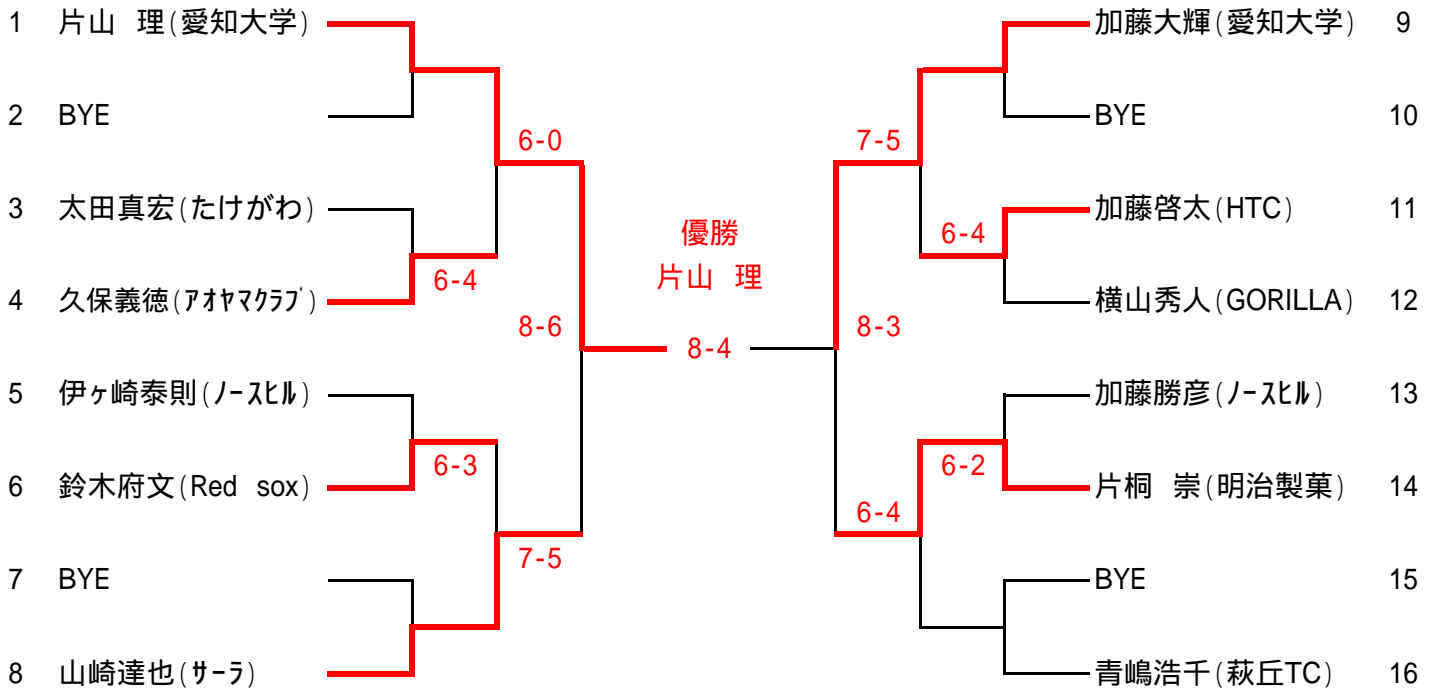 1 片山 理(愛知大学)
2 BYE
3 太田真宏(たけがわ)
4 久保義徳(ｱｵﾔﾏｸﾗﾌﾞ)
5 伊ヶ崎泰則(ﾉｰｽﾋﾙ)
6 鈴木府文(Red sox)
7 BYE
8 山崎達也(ｻｰﾗ)
6-0
6-4
8-6
6-3
7-5
優勝
片山 理
8-4
7-5
6-4
8-3
6-2
6-4
加藤大輝(愛知大学) 9
BYE 10
加藤啓太(HTC) 11
横山秀人(GORILLA) 12
加藤勝彦(ﾉｰｽﾋﾙ) 13
片桐 崇(明治製菓) 14
BYE 15
青嶋浩千(萩丘TC) 16